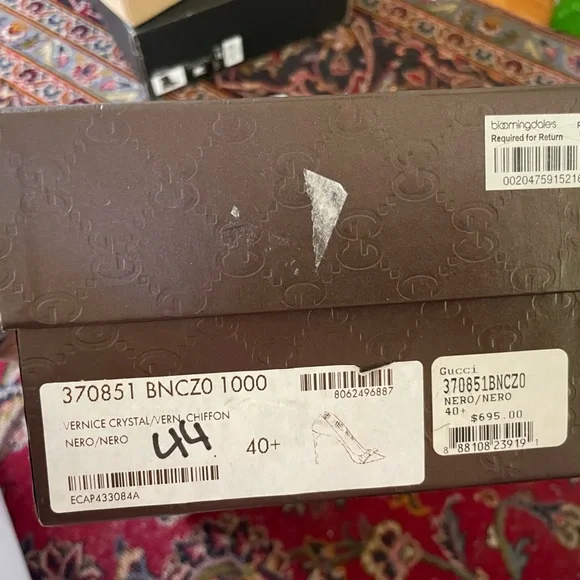 bloomingdales
Required for Return
370851 BNCZ0 1000
8062496887
VERNICE CRYSTAL/VERN. CHIFFON
NERO/NERO
44
40+
ECAP433084A
Gucci
370851BNCZ0
NERO/NERO
40+
$695.00
8 88108 23919 1